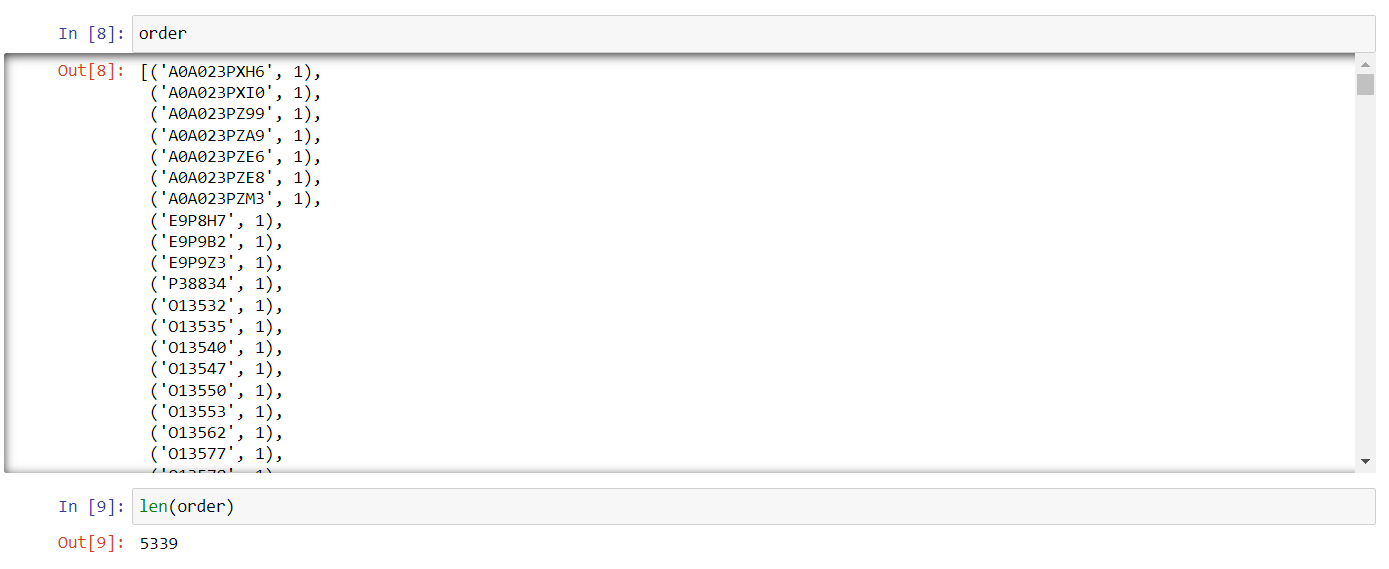 In [8]: order
Out[8]: [('A0A023PXH6', 1),
('A0A023PXI0', 1),
('A0A023PZ99', 1),
('A0A023PZA9', 1),
('A0A023PZE6', 1),
('A0A023PZE8', 1),
('A0A023PZM3', 1),
('E9P8H7', 1),
('E9P9B2', 1),
('E9P9Z3', 1),
('P38834', 1),
('O13532', 1),
('O13535', 1),
('O13540', 1),
('O13547', 1),
('O13550', 1),
('O13553', 1),
('O13562', 1),
('O13577', 1),
In [9]: len(order)
Out[9]: 5339